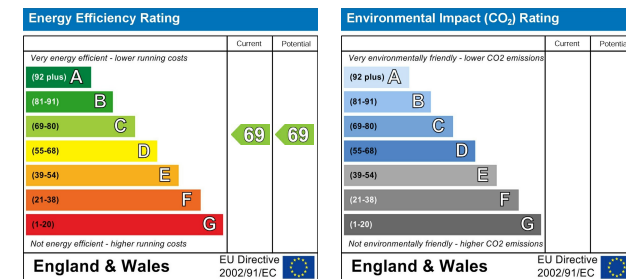 Energy Efficiency Rating
Current Potential
Very energy efficient - lower running costs
(92 plus) A
(81-91) B
(69-80) C
(55-68) D
(39-54) E
(21-38) F
(1-20) G
69 69
Not energy efficient - higher running costs
England & Wales
EU Directive
2002/91/EC
Environmental Impact (CO₂) Rating
Current Potential
Very environmentally friendly - lower CO2 emissions
(92 plus) A
(81-91) B
(69-80) C
(55-68) D
(39-54) E
(21-38) F
(1-20) G
Not environmentally friendly - higher CO2 emissions
England & Wales
EU Directive
2002/91/EC